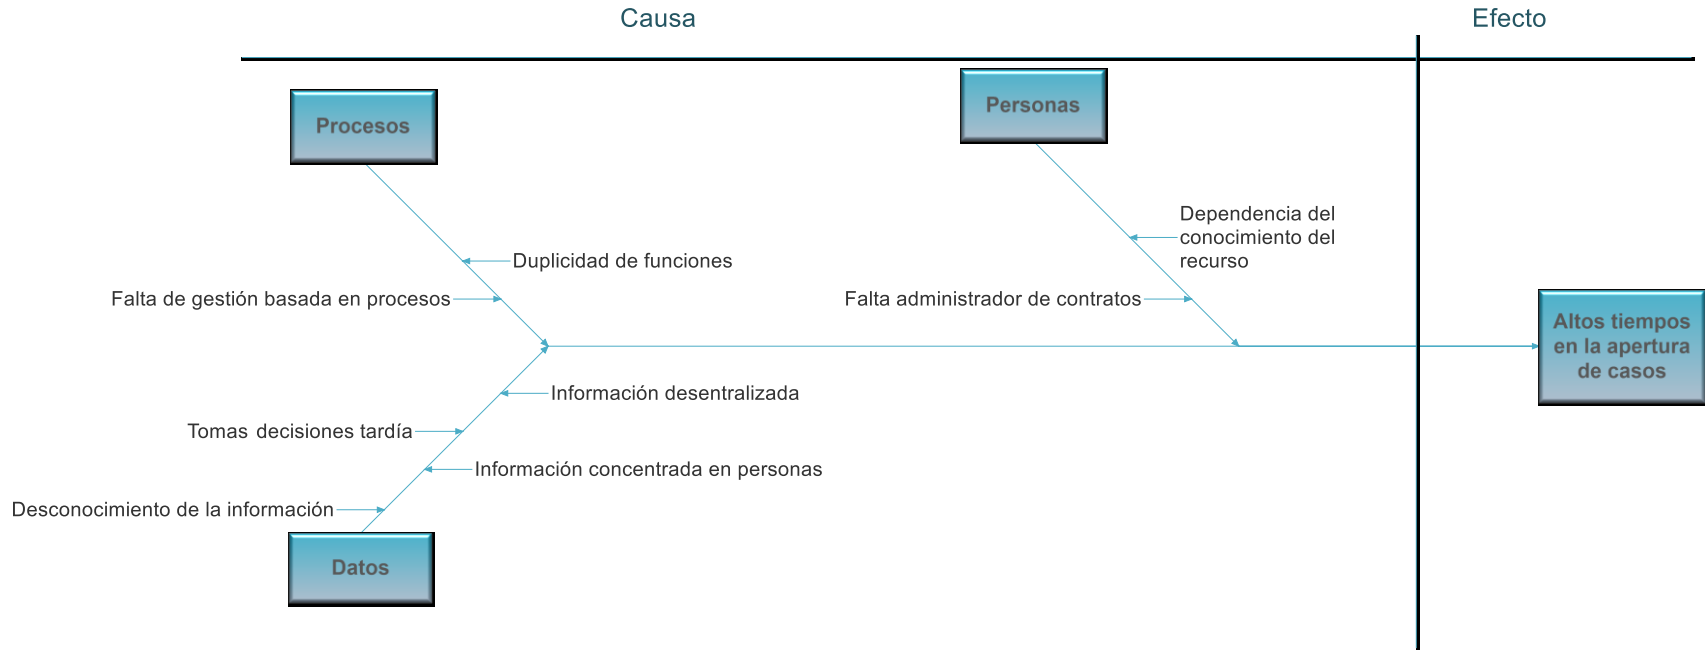 Causa
Efecto
Procesos
Personas
Dependencia del
conocimiento del
recurso
Duplicidad de funciones
Falta de gestión basada en procesos
Falta administrador de contratos
Altos tiempos
en la apertura
de casos
Información desentralizada
Tomas decisiones tardía
Información concentrada en personas
Desconocimiento de la información
Datos